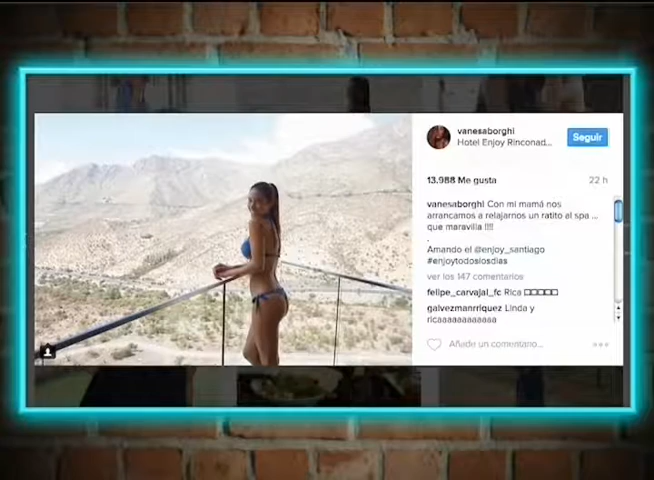 vanesaborghi
Hotel Enjoy Rinconad...
Seguir
13.988 Me gusta
22 h
vanesaborghi Con mi mamá nos
arrancamos a relajarnos un ratito al spa ...
que maravilla !!!!
.
Amando el @enjoy_santiago
#enjoytodoslosdias
ver los 147 comentarios
felipe_carvajal_fc Rica □□□□□
galvezmanrriquez Linda y
ricaaaaaaaaaaaa
Añade un comentario...